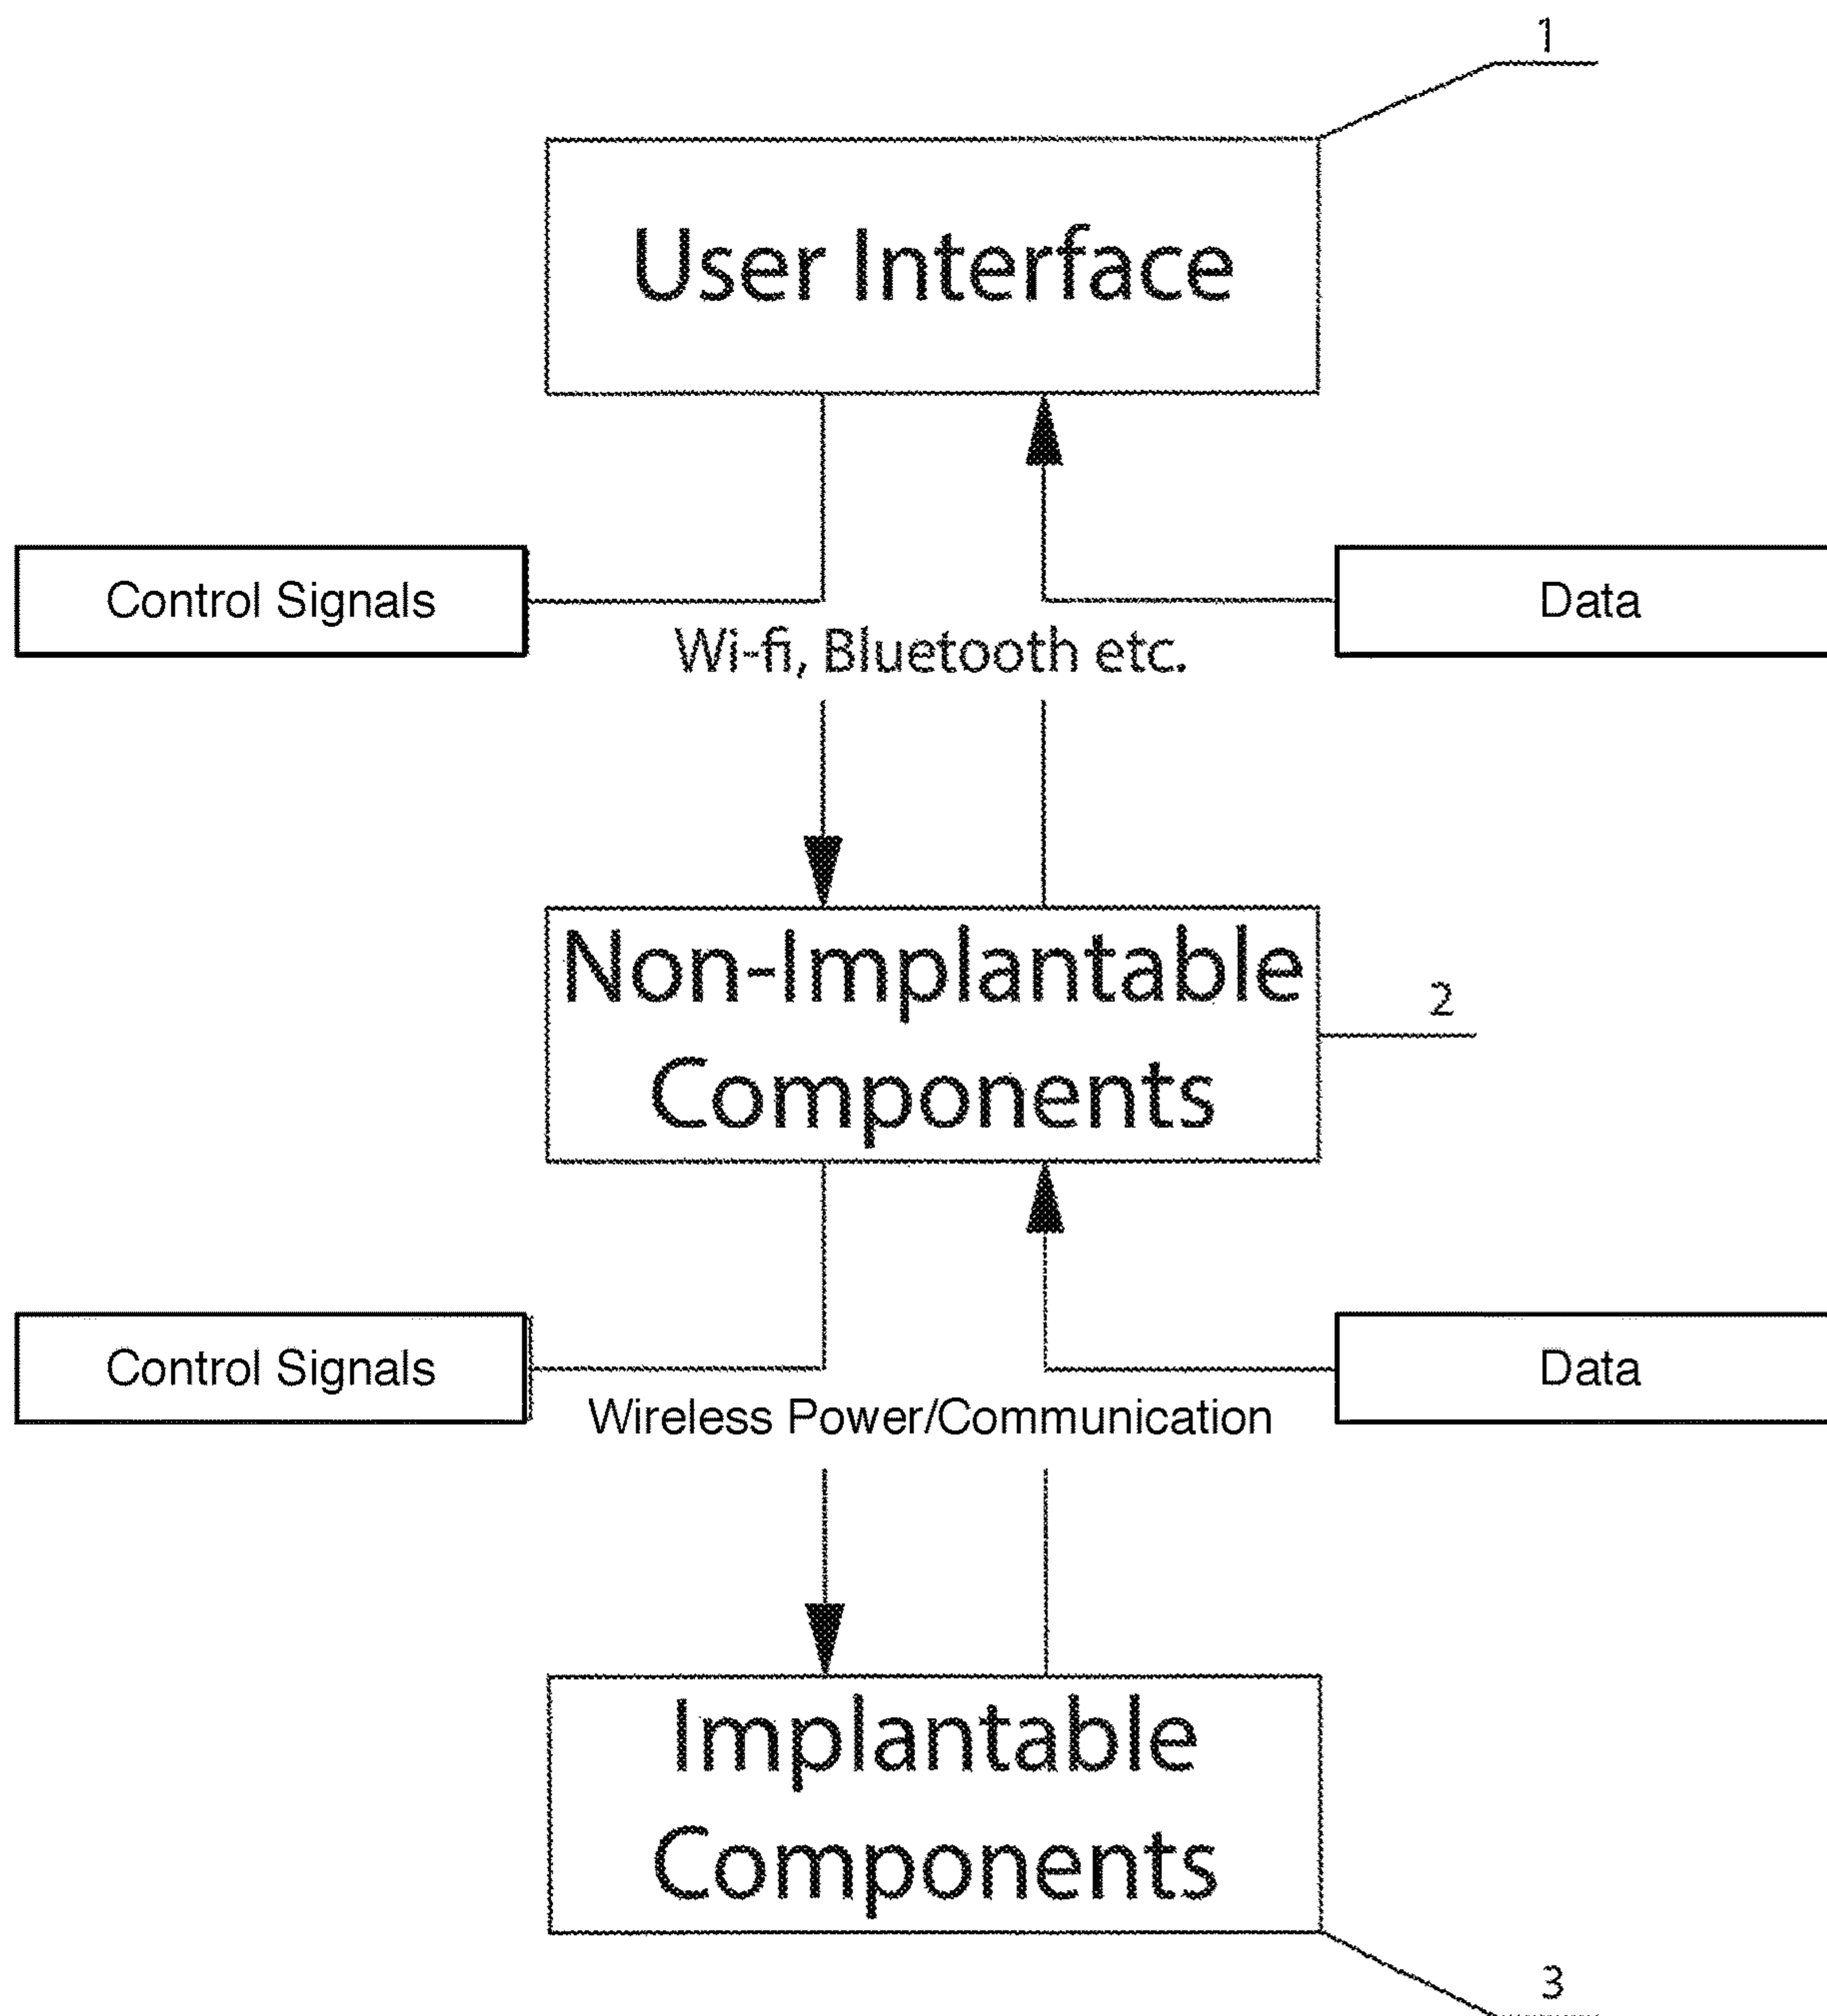 1
User Interface
Control Signals
Data
Wi-fi, Bluetooth etc.
Non-Implantable
Components
2
Control Signals
Data
Wireless Power/Communication
Implantable
Components
3